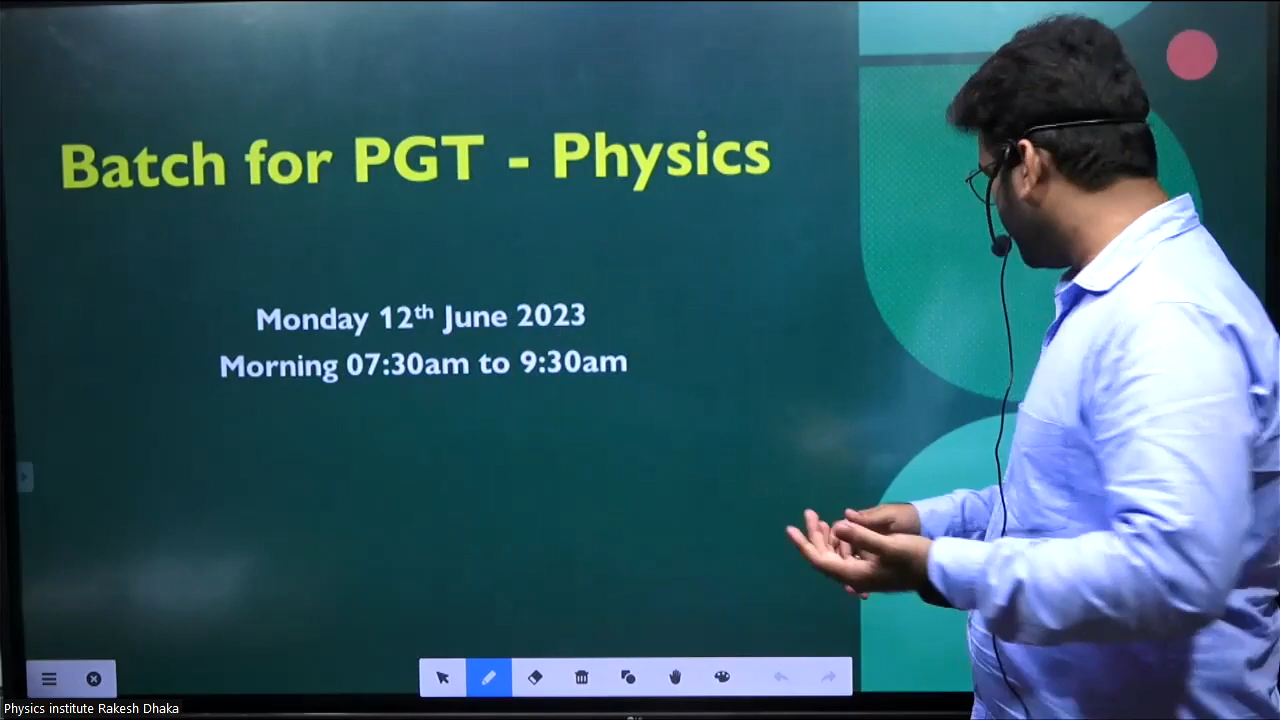 Batch for PGT - Physics
Monday 12th June 2023
Morning 07:30am to 9:30am
Physics institute Rakesh Dhaka